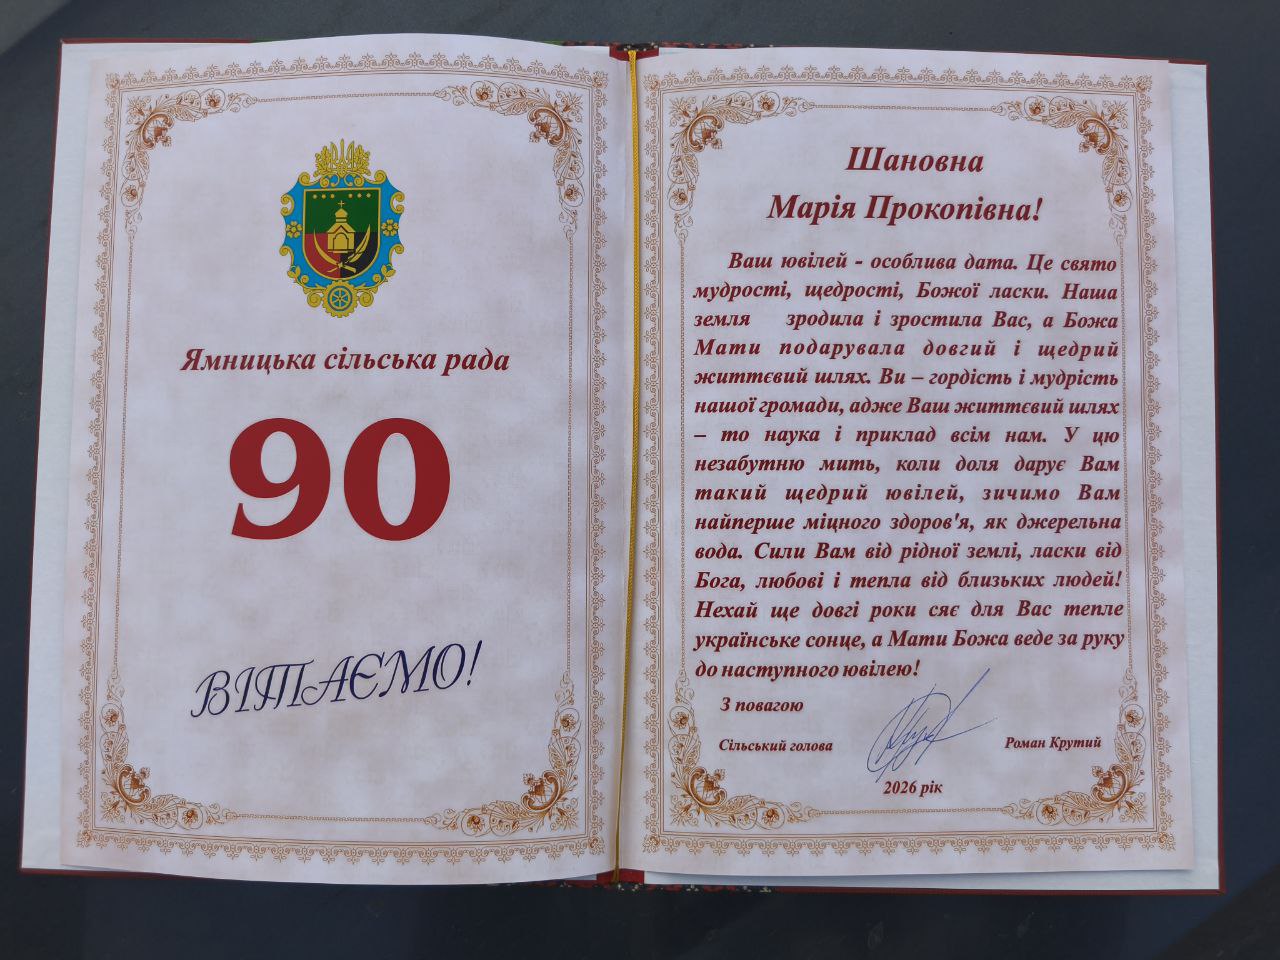 Ямницька сільська рада
90
ВІТАЄМО!
Шановна
Марія Прокопівна!
Ваш ювілей - особлива дата. Це свято
мудрості, щедрості, Божої ласки. Наша
земля зродила і зростила Вас, а Божа
Мати подарувала довгий і щедрий
життєвий шлях. Ви – гордість і мудрість
нашої громади, адже Ваш життєвий шлях
– то наука і приклад всім нам. У цю
незабутню мить, коли доля дарує Вам
такий щедрий ювілей, зичимо Вам
найперше міцного здоров'я, як джерельна
вода. Сили Вам від рідної землі, ласки від
Бога, любові і тепла від близьких людей!
Нехай ще довгі роки сяє для Вас тепле
українське сонце, а Мати Божа веде за руку
до наступного ювілею!
З повагою
Сільський голова
Роман Крутий
2026 рік